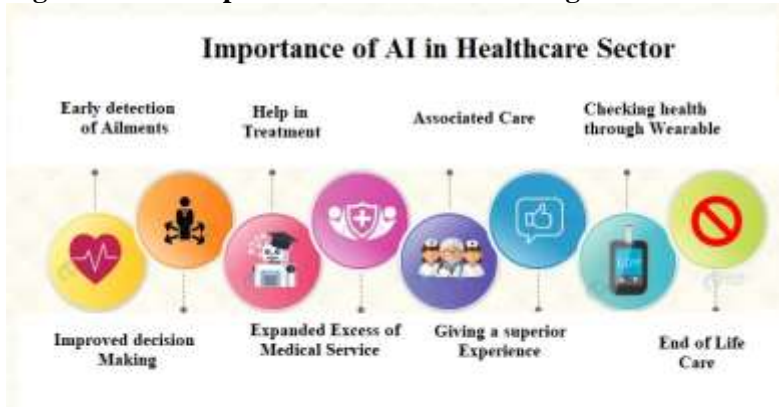 Importance of AI in Healthcare Sector
Early detection
of Ailments
Help in
Treatment
Associated Care
Checking health
through Wearable
Improved decision
Making
Expanded Excess of
Medical Service
Giving a superior
Experience
End of Life
Care